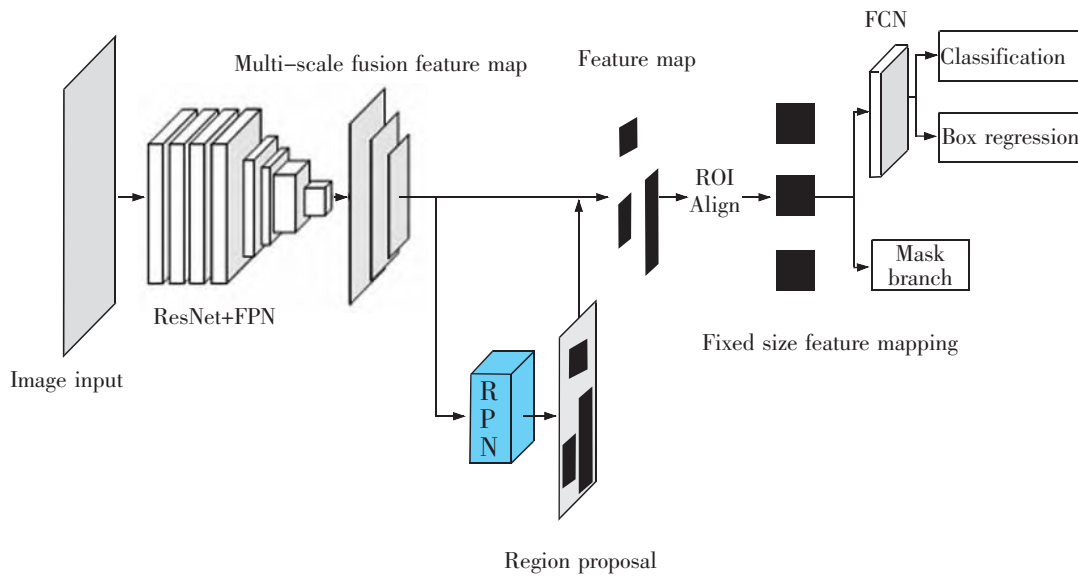 FCN
Classification
Multi−scale fusion feature map
Feature map
Box regression
ROI
Align
Mask
branch
ResNet+FPN
Fixed size feature mapping
Image input
R
P
N
Region proposal